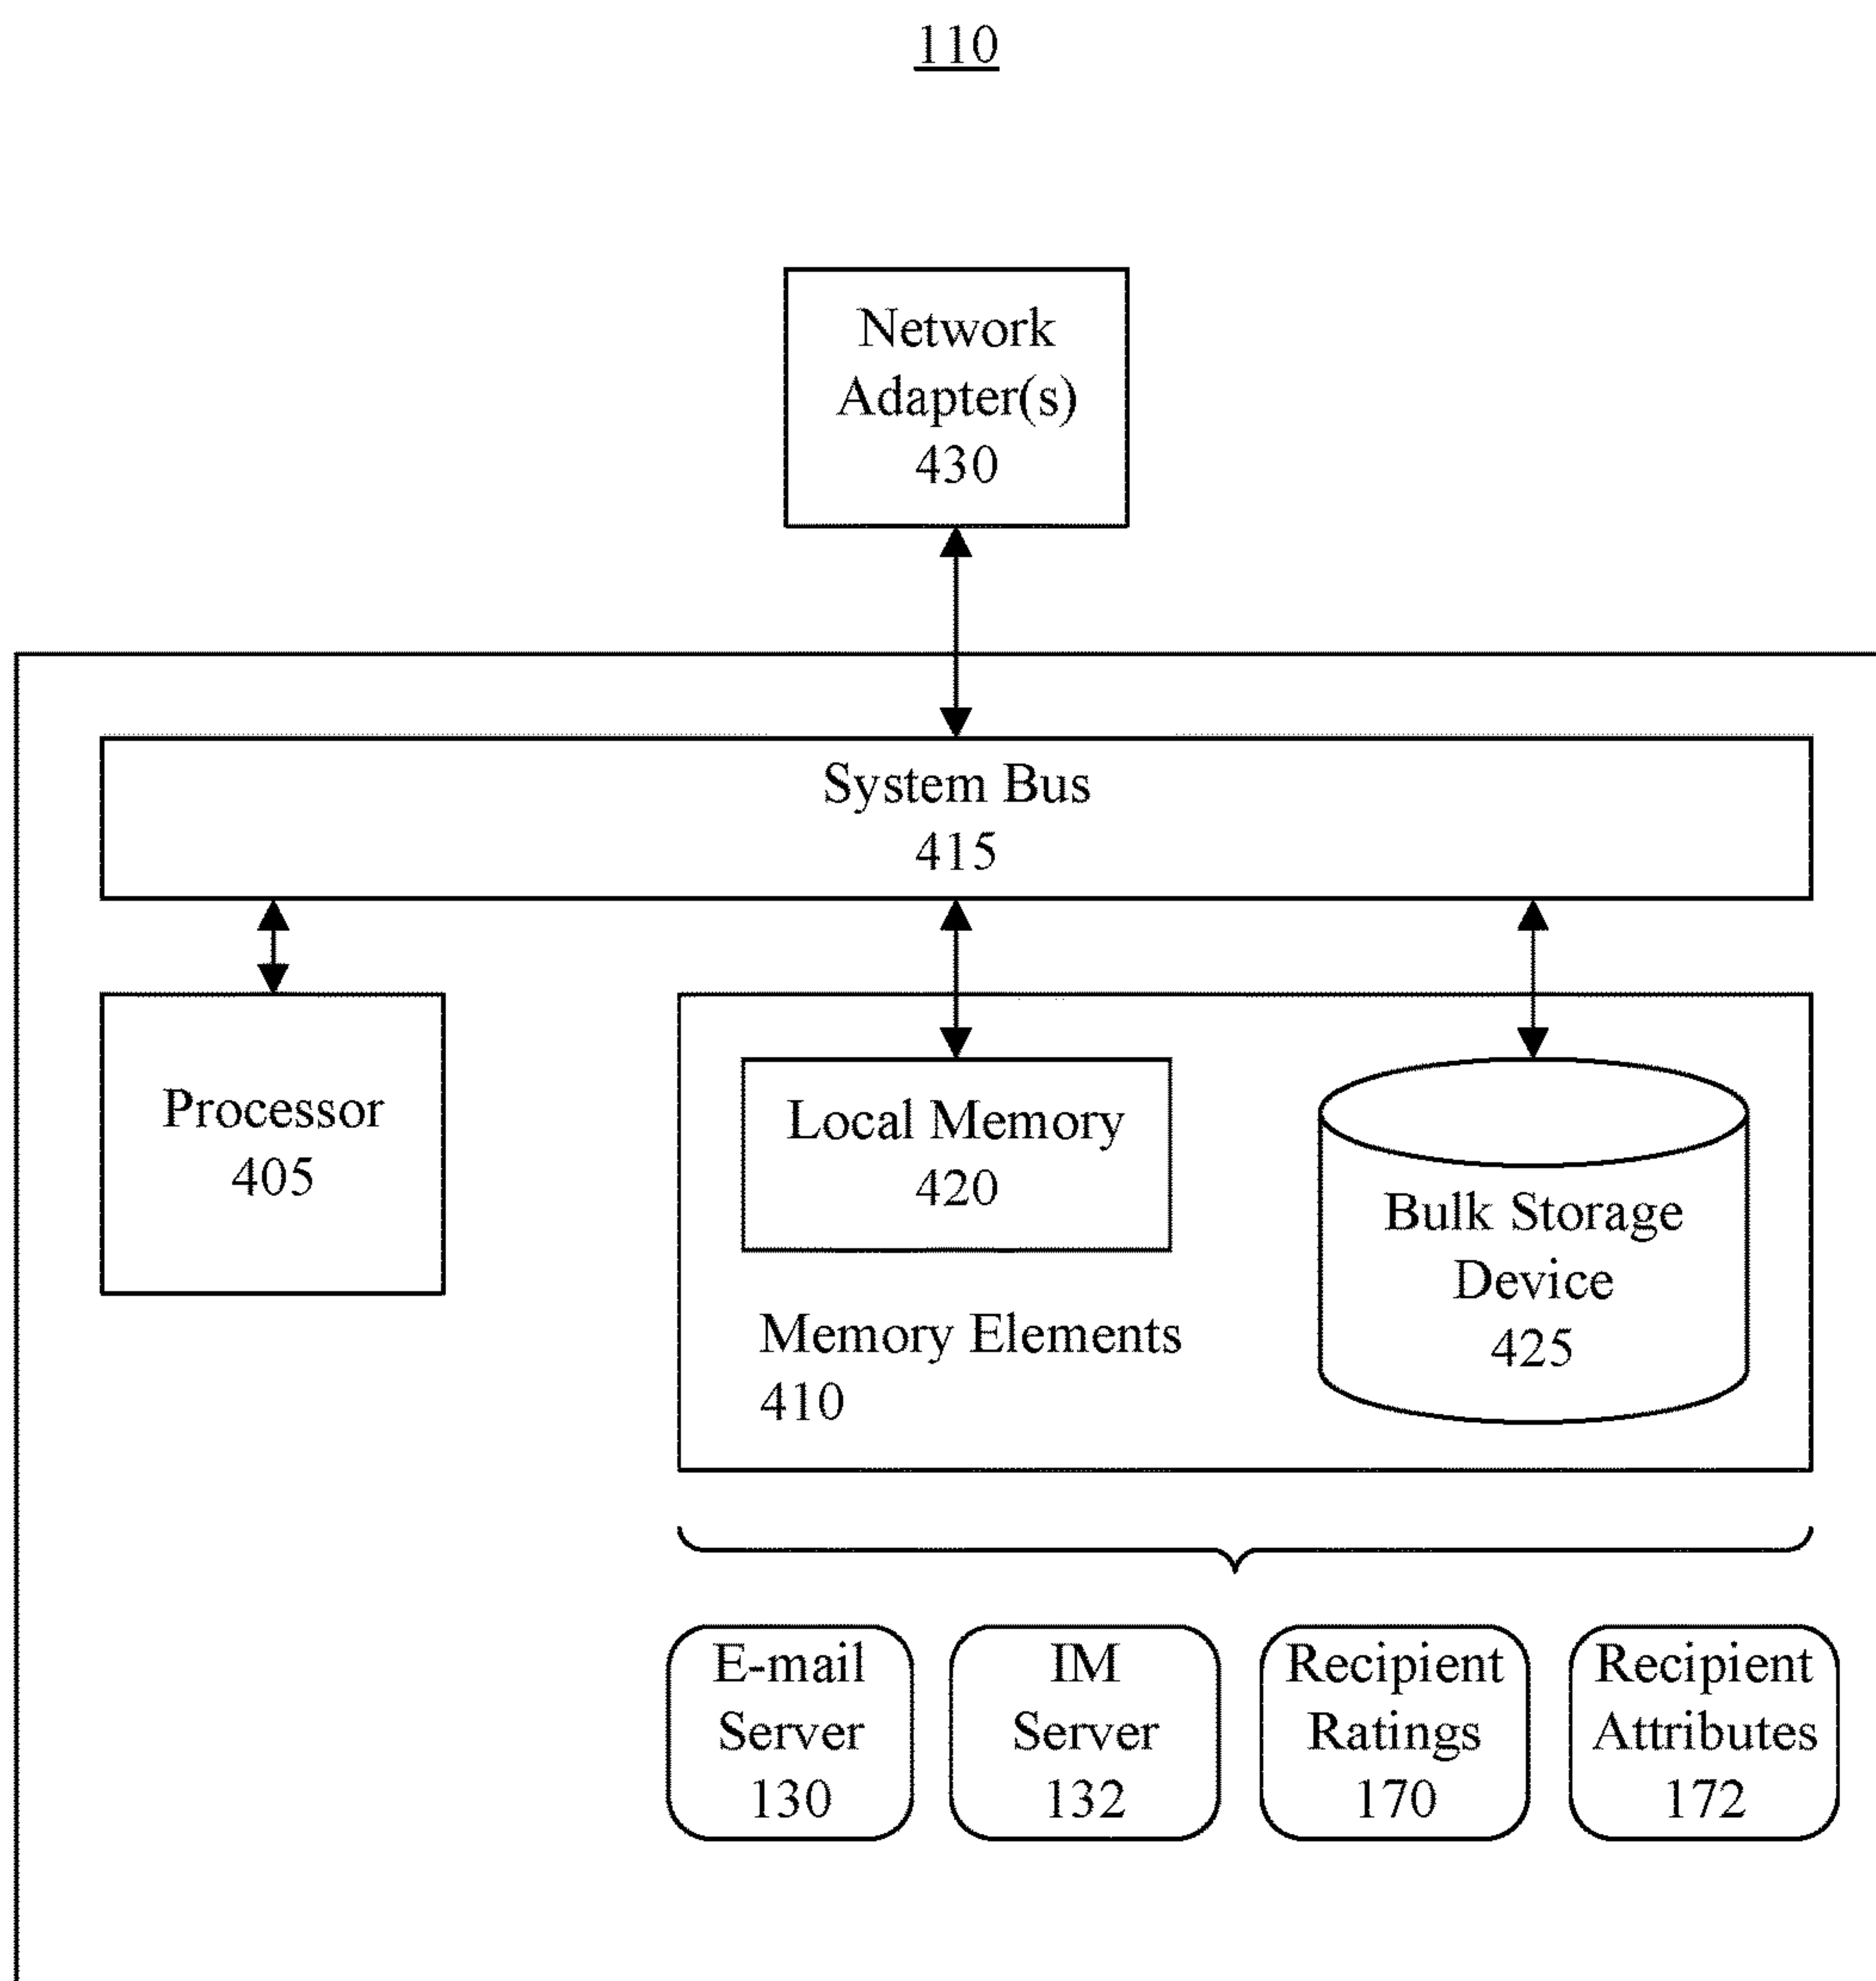 110
Network
Adapter(s)
430
System Bus
415
Processor
405
Local Memory
420
Memory Elements
410
Bulk Storage
Device
425
E-mail
Server
130
IM
Server
132
Recipient
Ratings
170
Recipient
Attributes
172